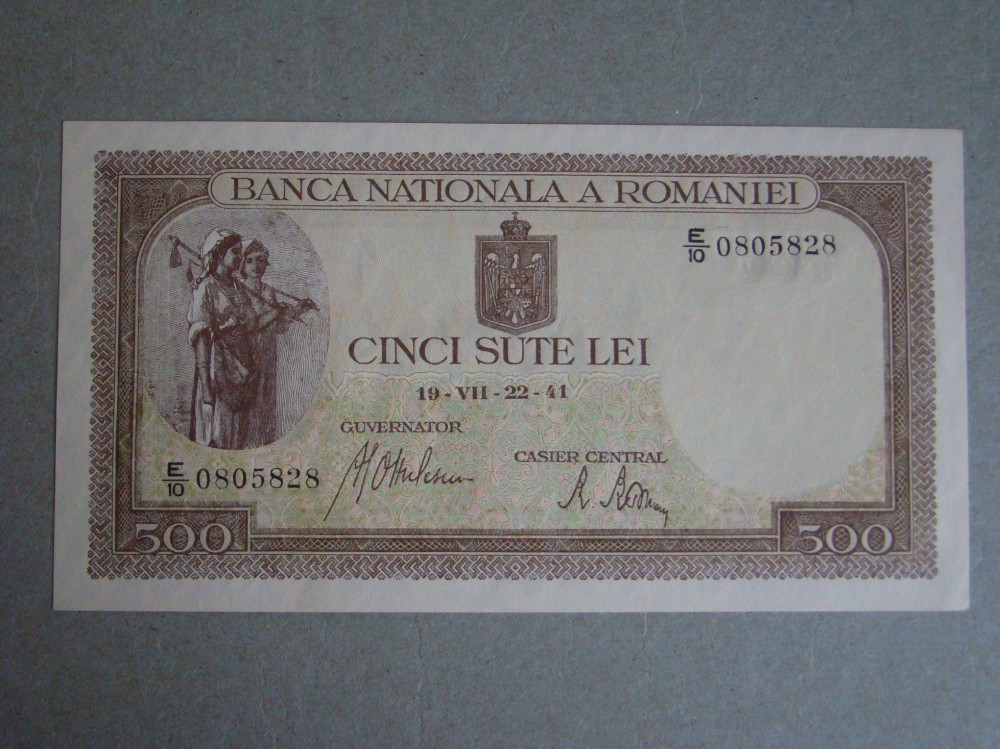 BANCA NATIONALA A ROMANIEI
E/10 0805828
CINCI SUTE LEI
19-VII-22-41
GUVERNATOR
CASIER CENTRAL
E/10 0805828
500 500